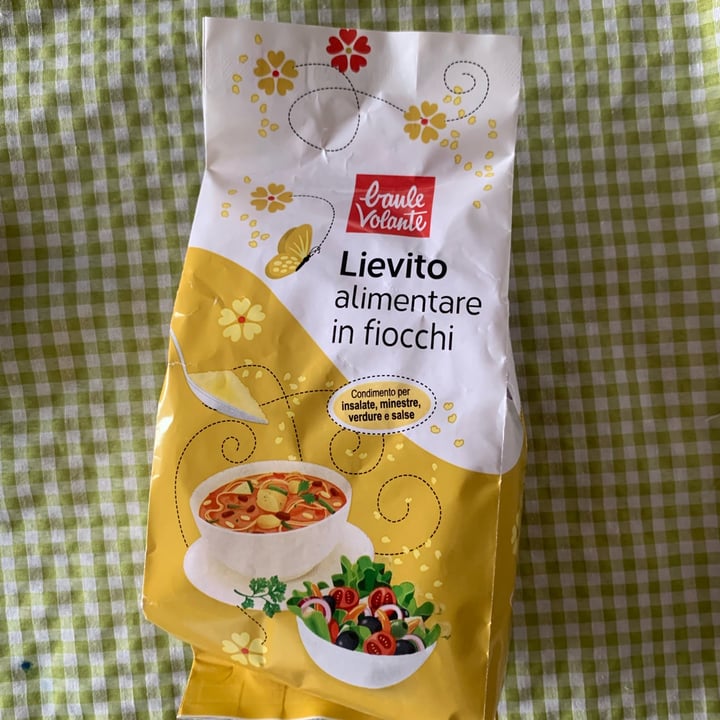 baule
volante
Lievito
alimentare
in fiocchi
Condimento per
insalate, minestre,
verdure e salse